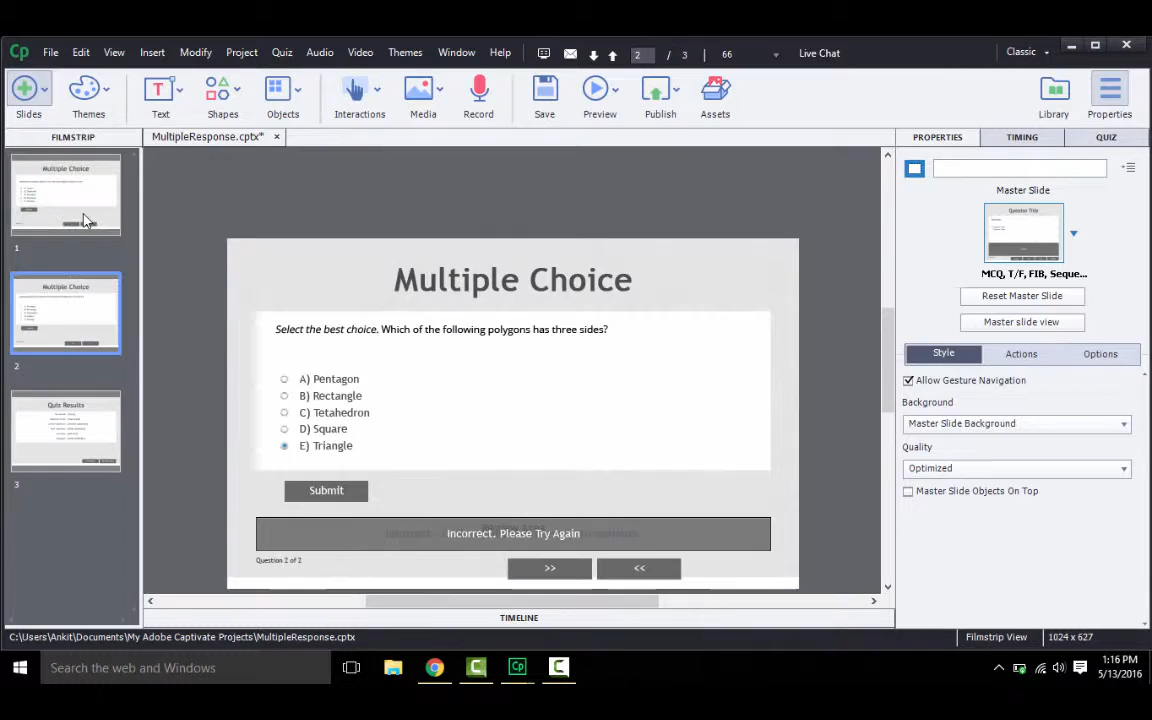 Cp File Edit View Insert Modify Project Quiz Audio Video Themes Window Help 2 / 3 66 Live Chat Classic
Slides Themes Text Shapes Objects Interactions Media Record Save Preview Publish Assets Library Properties
FILMSTRIP MultipleResponse.cptx* × PROPERTIES TIMING QUIZ
Multiple Choice
1
Multiple Choice
2
Quiz Results
3
Multiple Choice
Select the best choice. Which of the following polygons has three sides?
A) Pentagon
B) Rectangle
C) Tetahedron
D) Square
E) Triangle
Submit
Incorrect. Please Try Again
Question 2 of 2
>> <<
TIMELINE
Master Slide
Question Title
MCQ, T/F, FIB, Seque...
Reset Master Slide
Master slide view
Style Actions Options
Allow Gesture Navigation
Background
Master Slide Background
Quality
Optimized
Master Slide Objects On Top
C:\Users\Ankit\Documents\My Adobe Captivate Projects\MultipleResponse.cptx Filmstrip View 1024 x 627
Search the web and Windows Cp 1:16 PM
5/13/2016